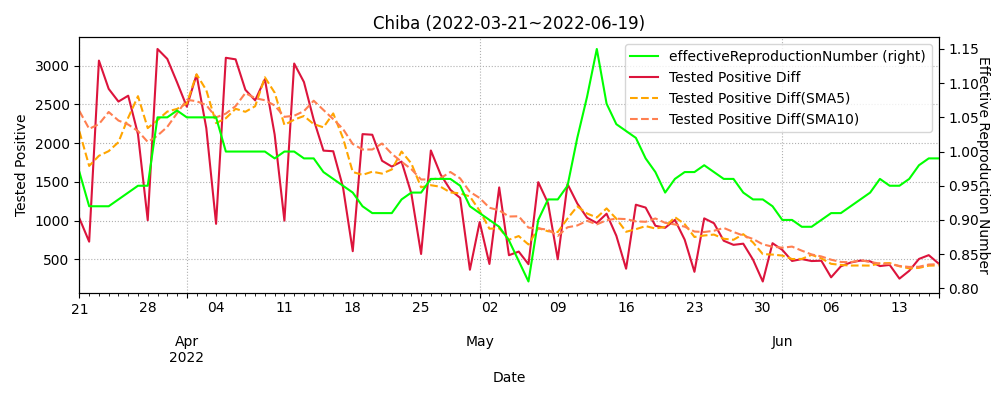 Chiba (2022-03-21~2022-06-19)
effectiveReproductionNumber (right)
Tested Positive Diff
Tested Positive Diff(SMA5)
Tested Positive Diff(SMA10)
Tested Positive
3000
2500
2000
1500
1000
500
1.15
1.10
1.05
1.00
0.95
0.90
0.85
0.80
Effective Reproduction Number
21 28 04 11 18 25 02 09 16 23 30 06 13
Apr May Jun
2022
Date